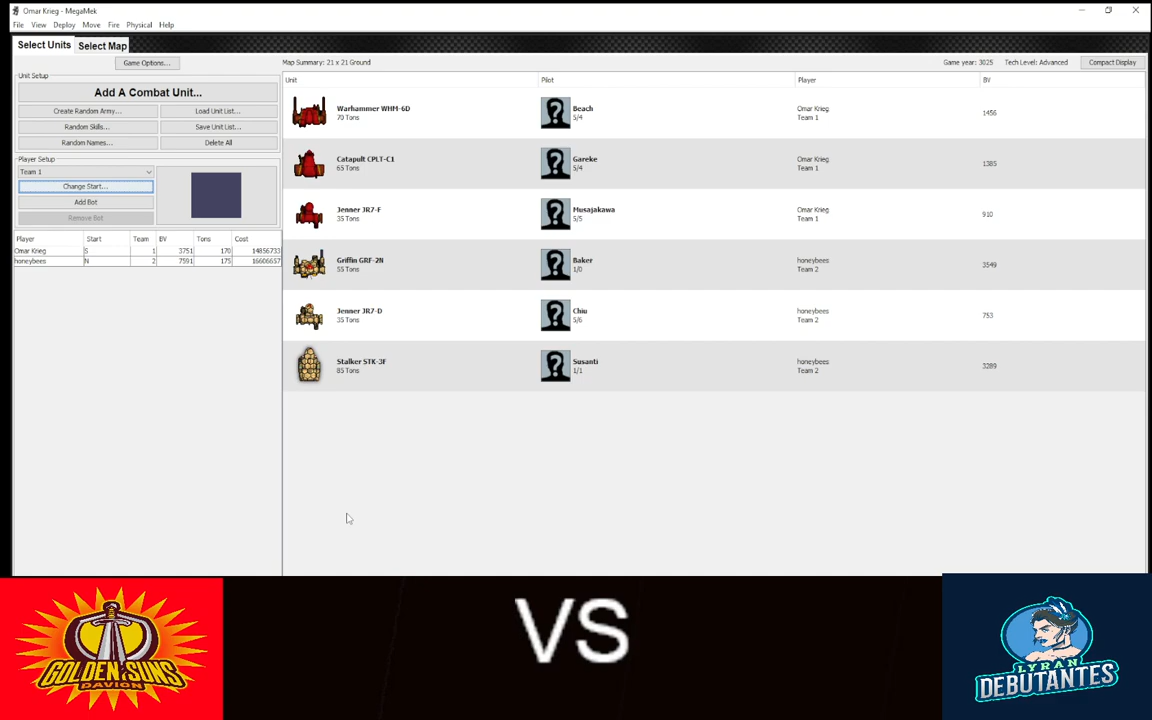 Omar Krieg - MegaMek
File View Deploy Move Fire Physical Help
Select Units Select Map
Game Options...
Map Summary: 21 x 21 Ground
Game year: 3025 Tech Level: Advanced Compact Display
Unit Setup
Add A Combat Unit...
Create Random Army... Load Unit List...
Random Skills... Save Unit List...
Random Names... Delete All
Player Setup
Team 1
Change Start...
Add Bot
Remove Bot
Player Start Team BV Tons Cost
Omar Krieg S 1 3751 170 14856733
honeybees N 2 7591 175 16606657
Unit Pilot Player BV
Warhammer WHM-6D Beach Omar Krieg 1456
70 Tons 5/4 Team 1
Catapult CPLT-C1 Gareke Omar Krieg 1385
65 Tons 5/4 Team 1
Jenner JR7-F Musajakawa Omar Krieg 910
35 Tons 5/5 Team 1
Griffin GRF-2N Baker honeybees 3549
55 Tons 1/0 Team 2
Jenner JR7-D Chiu honeybees 753
35 Tons 5/6 Team 2
Stalker STK-3F Susanti honeybees 3289
85 Tons 1/1 Team 2
GOLDEN SUNS
DAVION
VS
LYRAN
DEBUTANTES